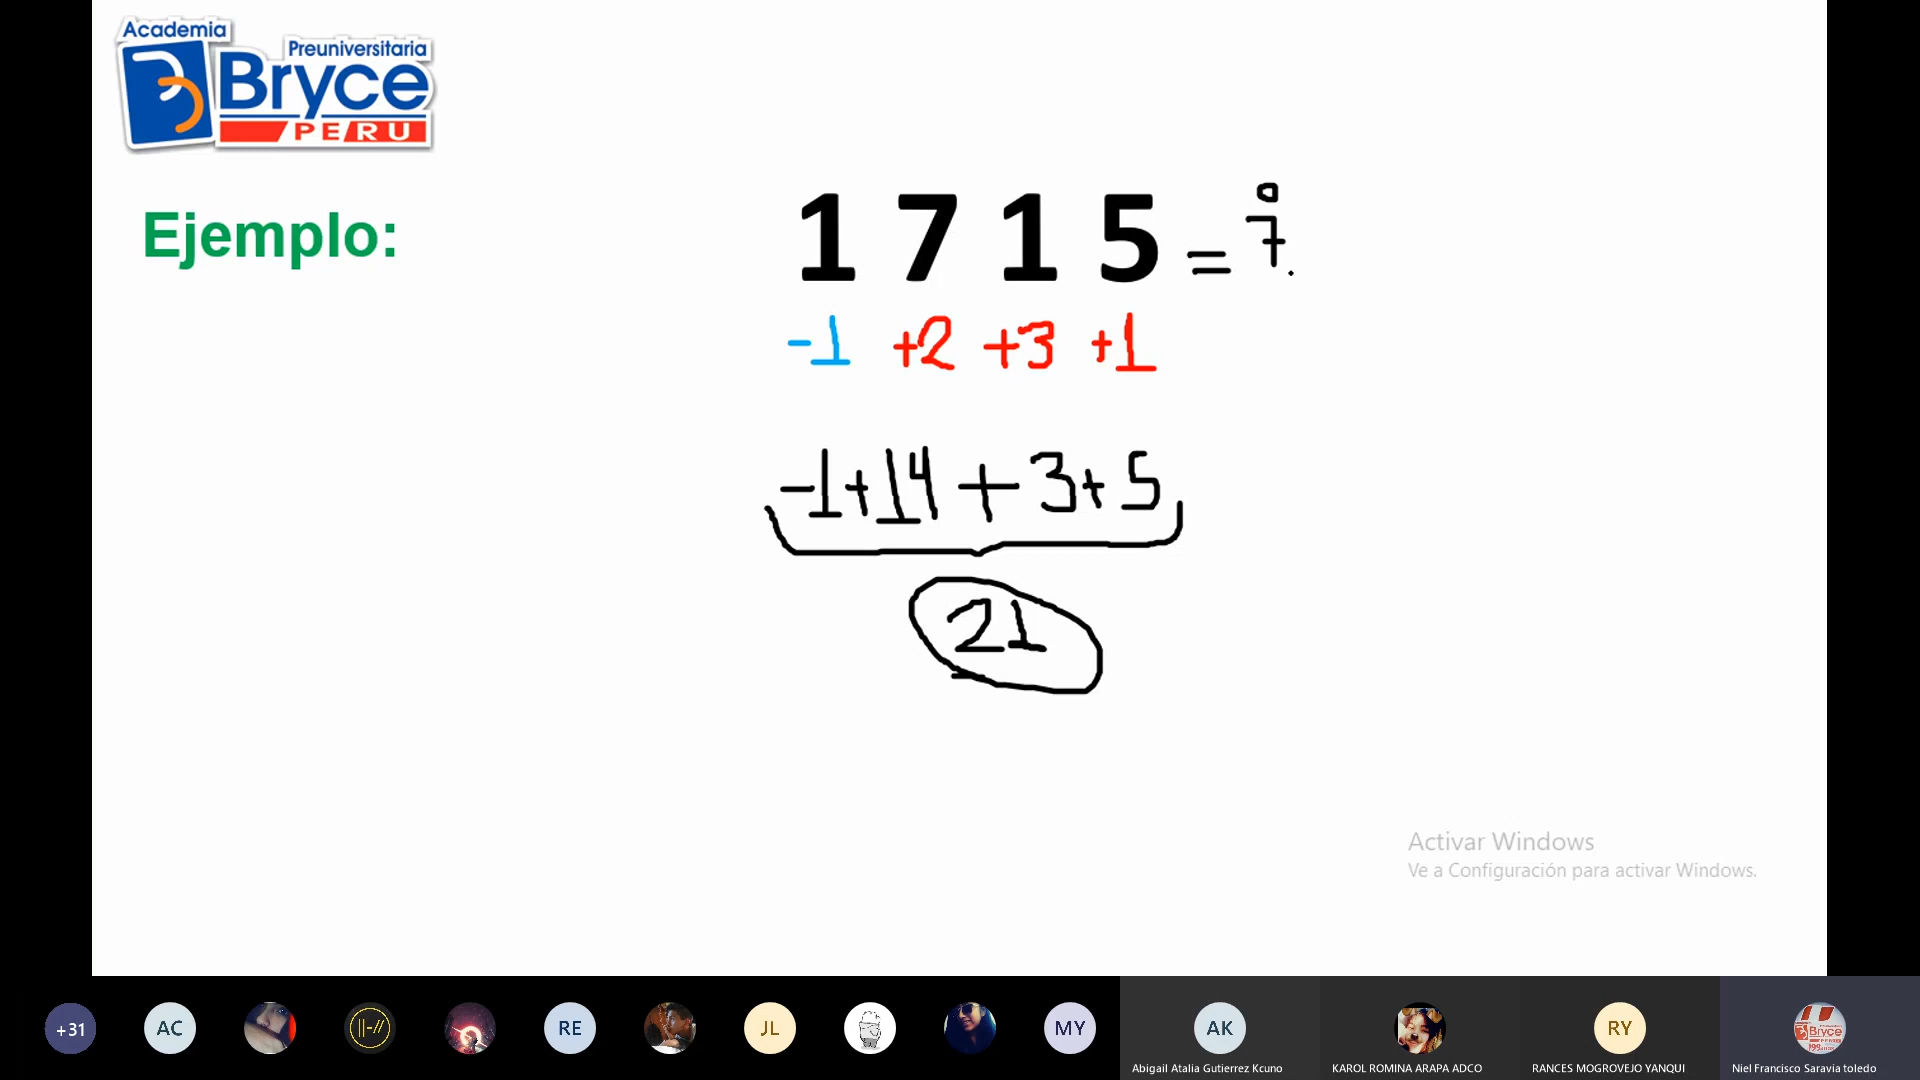 Academia
Preuniversitaria
Bryce
PERU
Ejemplo:
1 7 1 5 = 7°
-1 +2 +3 +1
-1+14+3+5
21
Activar Windows
Ve a Configuración para activar Windows.
+31
AC
RE
JL
MY
AK
RY
Abigail Atalia Gutierrez Kcuno
KAROL ROMINA ARAPA ADCO
RANCES MOGROVEJO YANQUI
Niel Francisco Saravia toledo